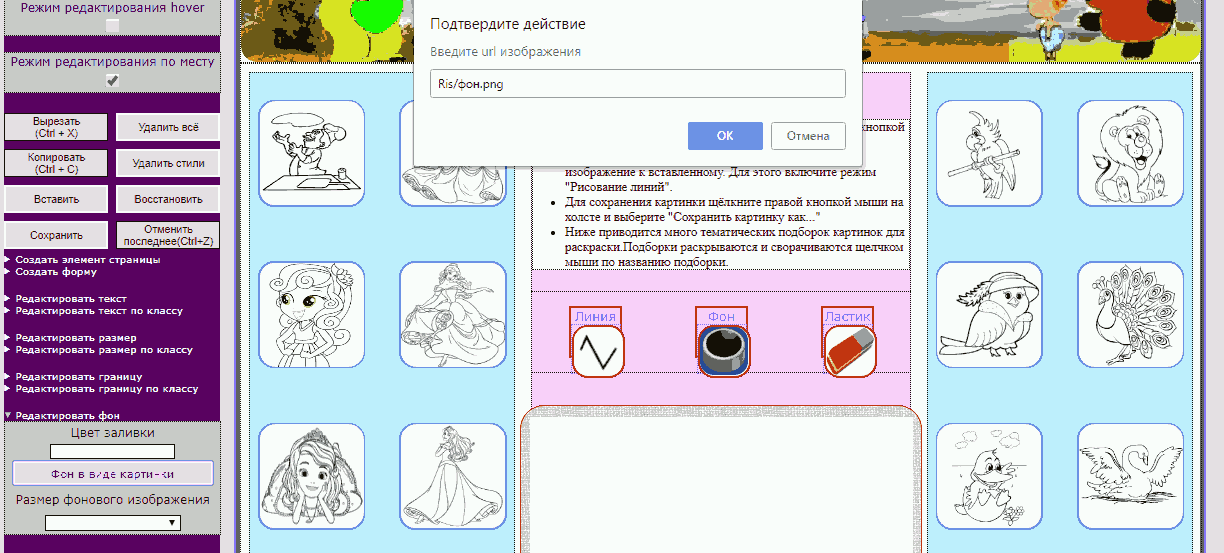 Режим редактирования hover
Режим редактирования по месту
Вырезать
(Ctrl + X)
Удалить всё
Копировать
(Ctrl + C)
Удалить стили
Вставить
Восстановить
Сохранить
Отменить
последнее(Ctrl+Z)
Создать элемент страницы
Создать форму
Редактировать текст
Редактировать текст по классу
Редактировать размер
Редактировать размер по классу
Редактировать границу
Редактировать границу по классу
Редактировать фон
Цвет заливки
Фон в виде картинки
Размер фонового изображения
Подтвердите действие
Введите url изображения
Ris/фон.png
OK
Отмена
кнопкой
изображение к вставленному. Для этого включите режим
"Рисование линий".
Для сохранения картинки щёлкните правой кнопкой мыши на
холсте и выберите "Сохранить картинку как..."
Ниже приводится много тематических подборок картинок для
раскраски.Подборки раскрываются и сворачиваются щелчком
мыши по названию подборки.
Линия
Фон
Ластик